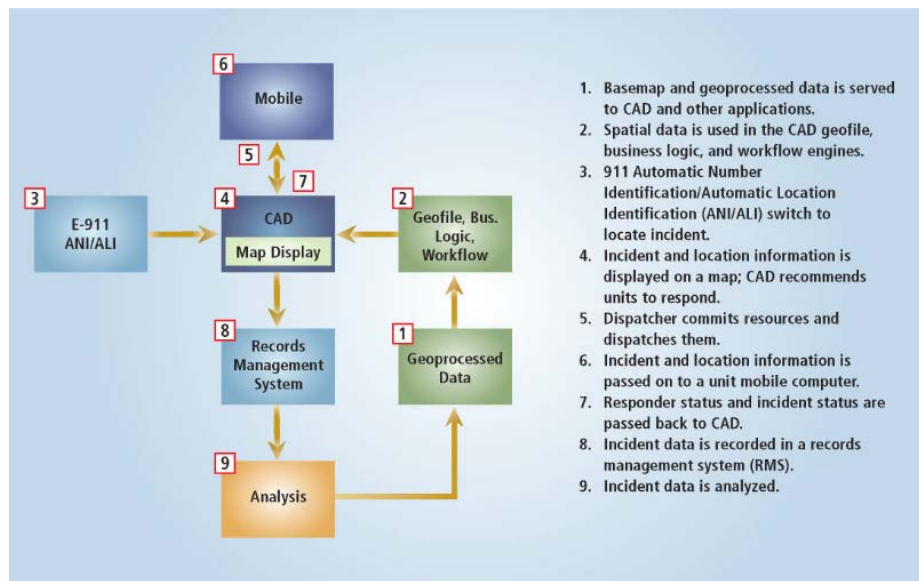 6
Mobile
5
7
3
E-911
ANI/ALI
4
CAD
Map Display
2
Geofile, Bus.
Logic,
Workflow
8
Records
Management
System
1
Geoprocessed
Data
9
Analysis
1. Basemap and geoprocessed data is served
to CAD and other applications.
2. Spatial data is used in the CAD geofile,
business logic, and workflow engines.
3. 911 Automatic Number
Identification/Automatic Location
Identification (ANI/ALI) switch to
locate incident.
4. Incident and location information is
displayed on a map; CAD recommends
units to respond.
5. Dispatcher commits resources and
dispatches them.
6. Incident and location information is
passed on to a unit mobile computer.
7. Responder status and incident status are
passed back to CAD.
8. Incident data is recorded in a records
management system (RMS).
9. Incident data is analyzed.